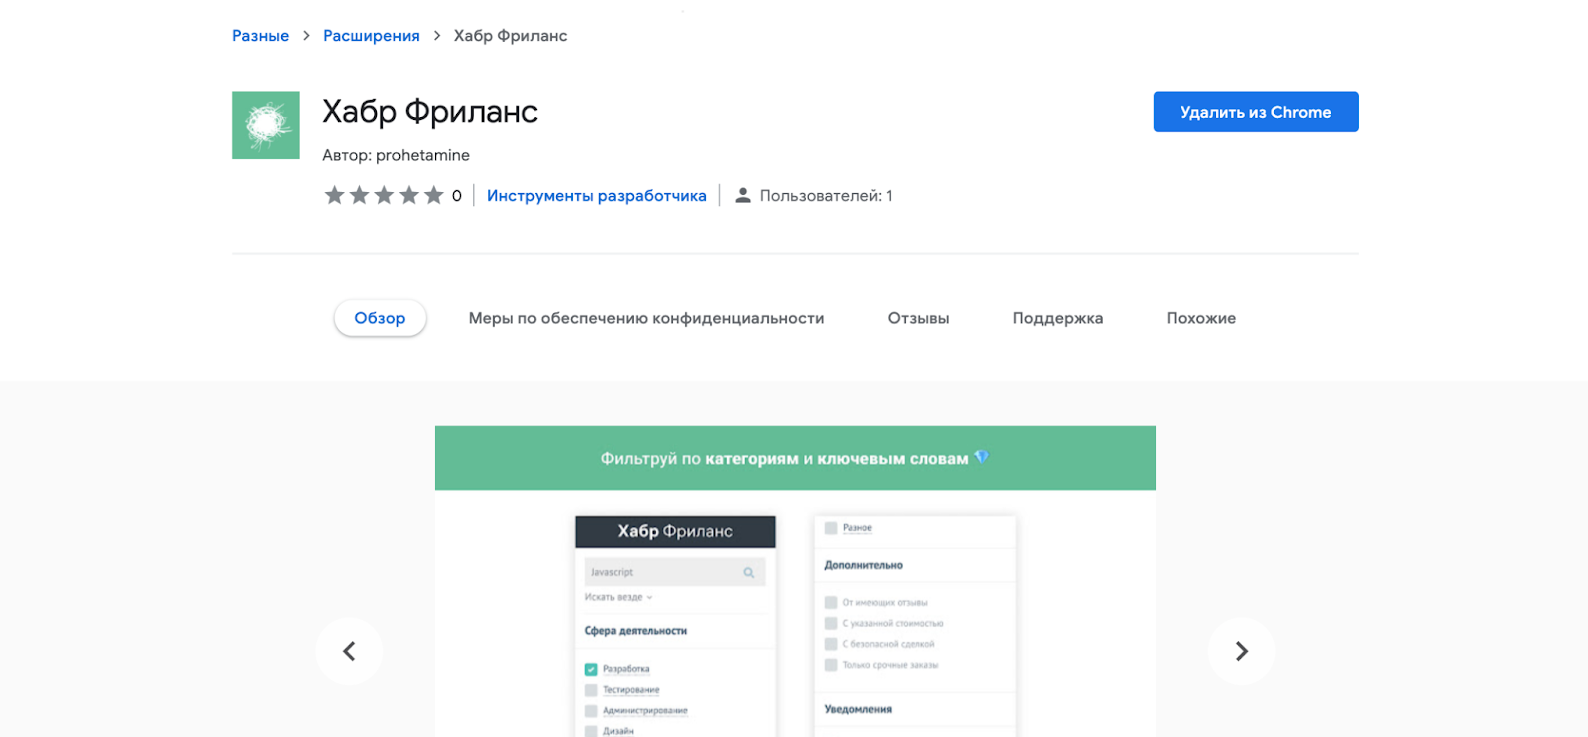 Разные > Расширения > Хабр Фриланс
Хабр Фриланс
Удалить из Chrome
Автор: prohetamine
0 | Инструменты разработчика | Пользователей: 1
Обзор
Меры по обеспечению конфиденциальности
Отзывы
Поддержка
Похожие
Фильтруй по категориям и ключевым словам
Хабр Фриланс
Javascript
Искать везде
Сфера деятельности
Разработка
Тестирование
Администрирование
Дизайн
Разное
Дополнительно
От имеющих отзывы
С указанной стоимостью
С безопасной сделкой
Только срочные заказы
Уведомления